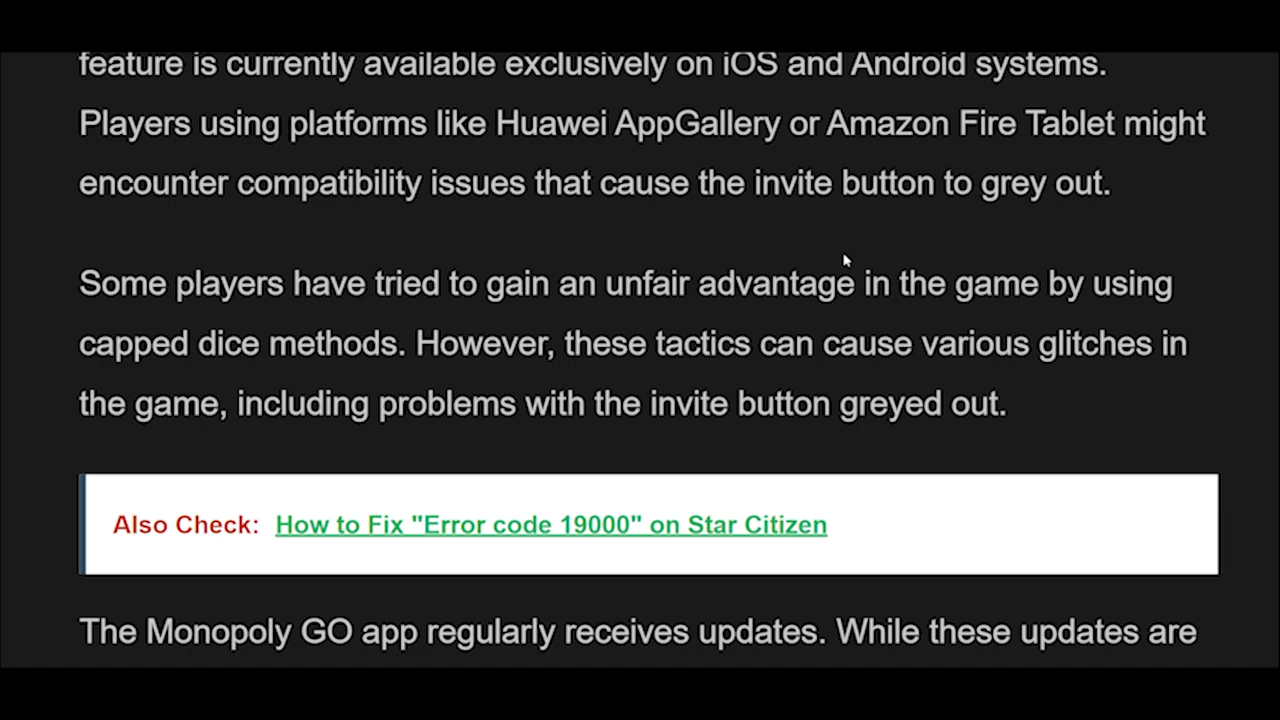 feature is currently available exclusively on iOS and Android systems.
Players using platforms like Huawei AppGallery or Amazon Fire Tablet might
encounter compatibility issues that cause the invite button to grey out.
Some players have tried to gain an unfair advantage in the game by using
capped dice methods. However, these tactics can cause various glitches in
the game, including problems with the invite button greyed out.
Also Check: How to Fix "Error code 19000" on Star Citizen
The Monopoly GO app regularly receives updates. While these updates are